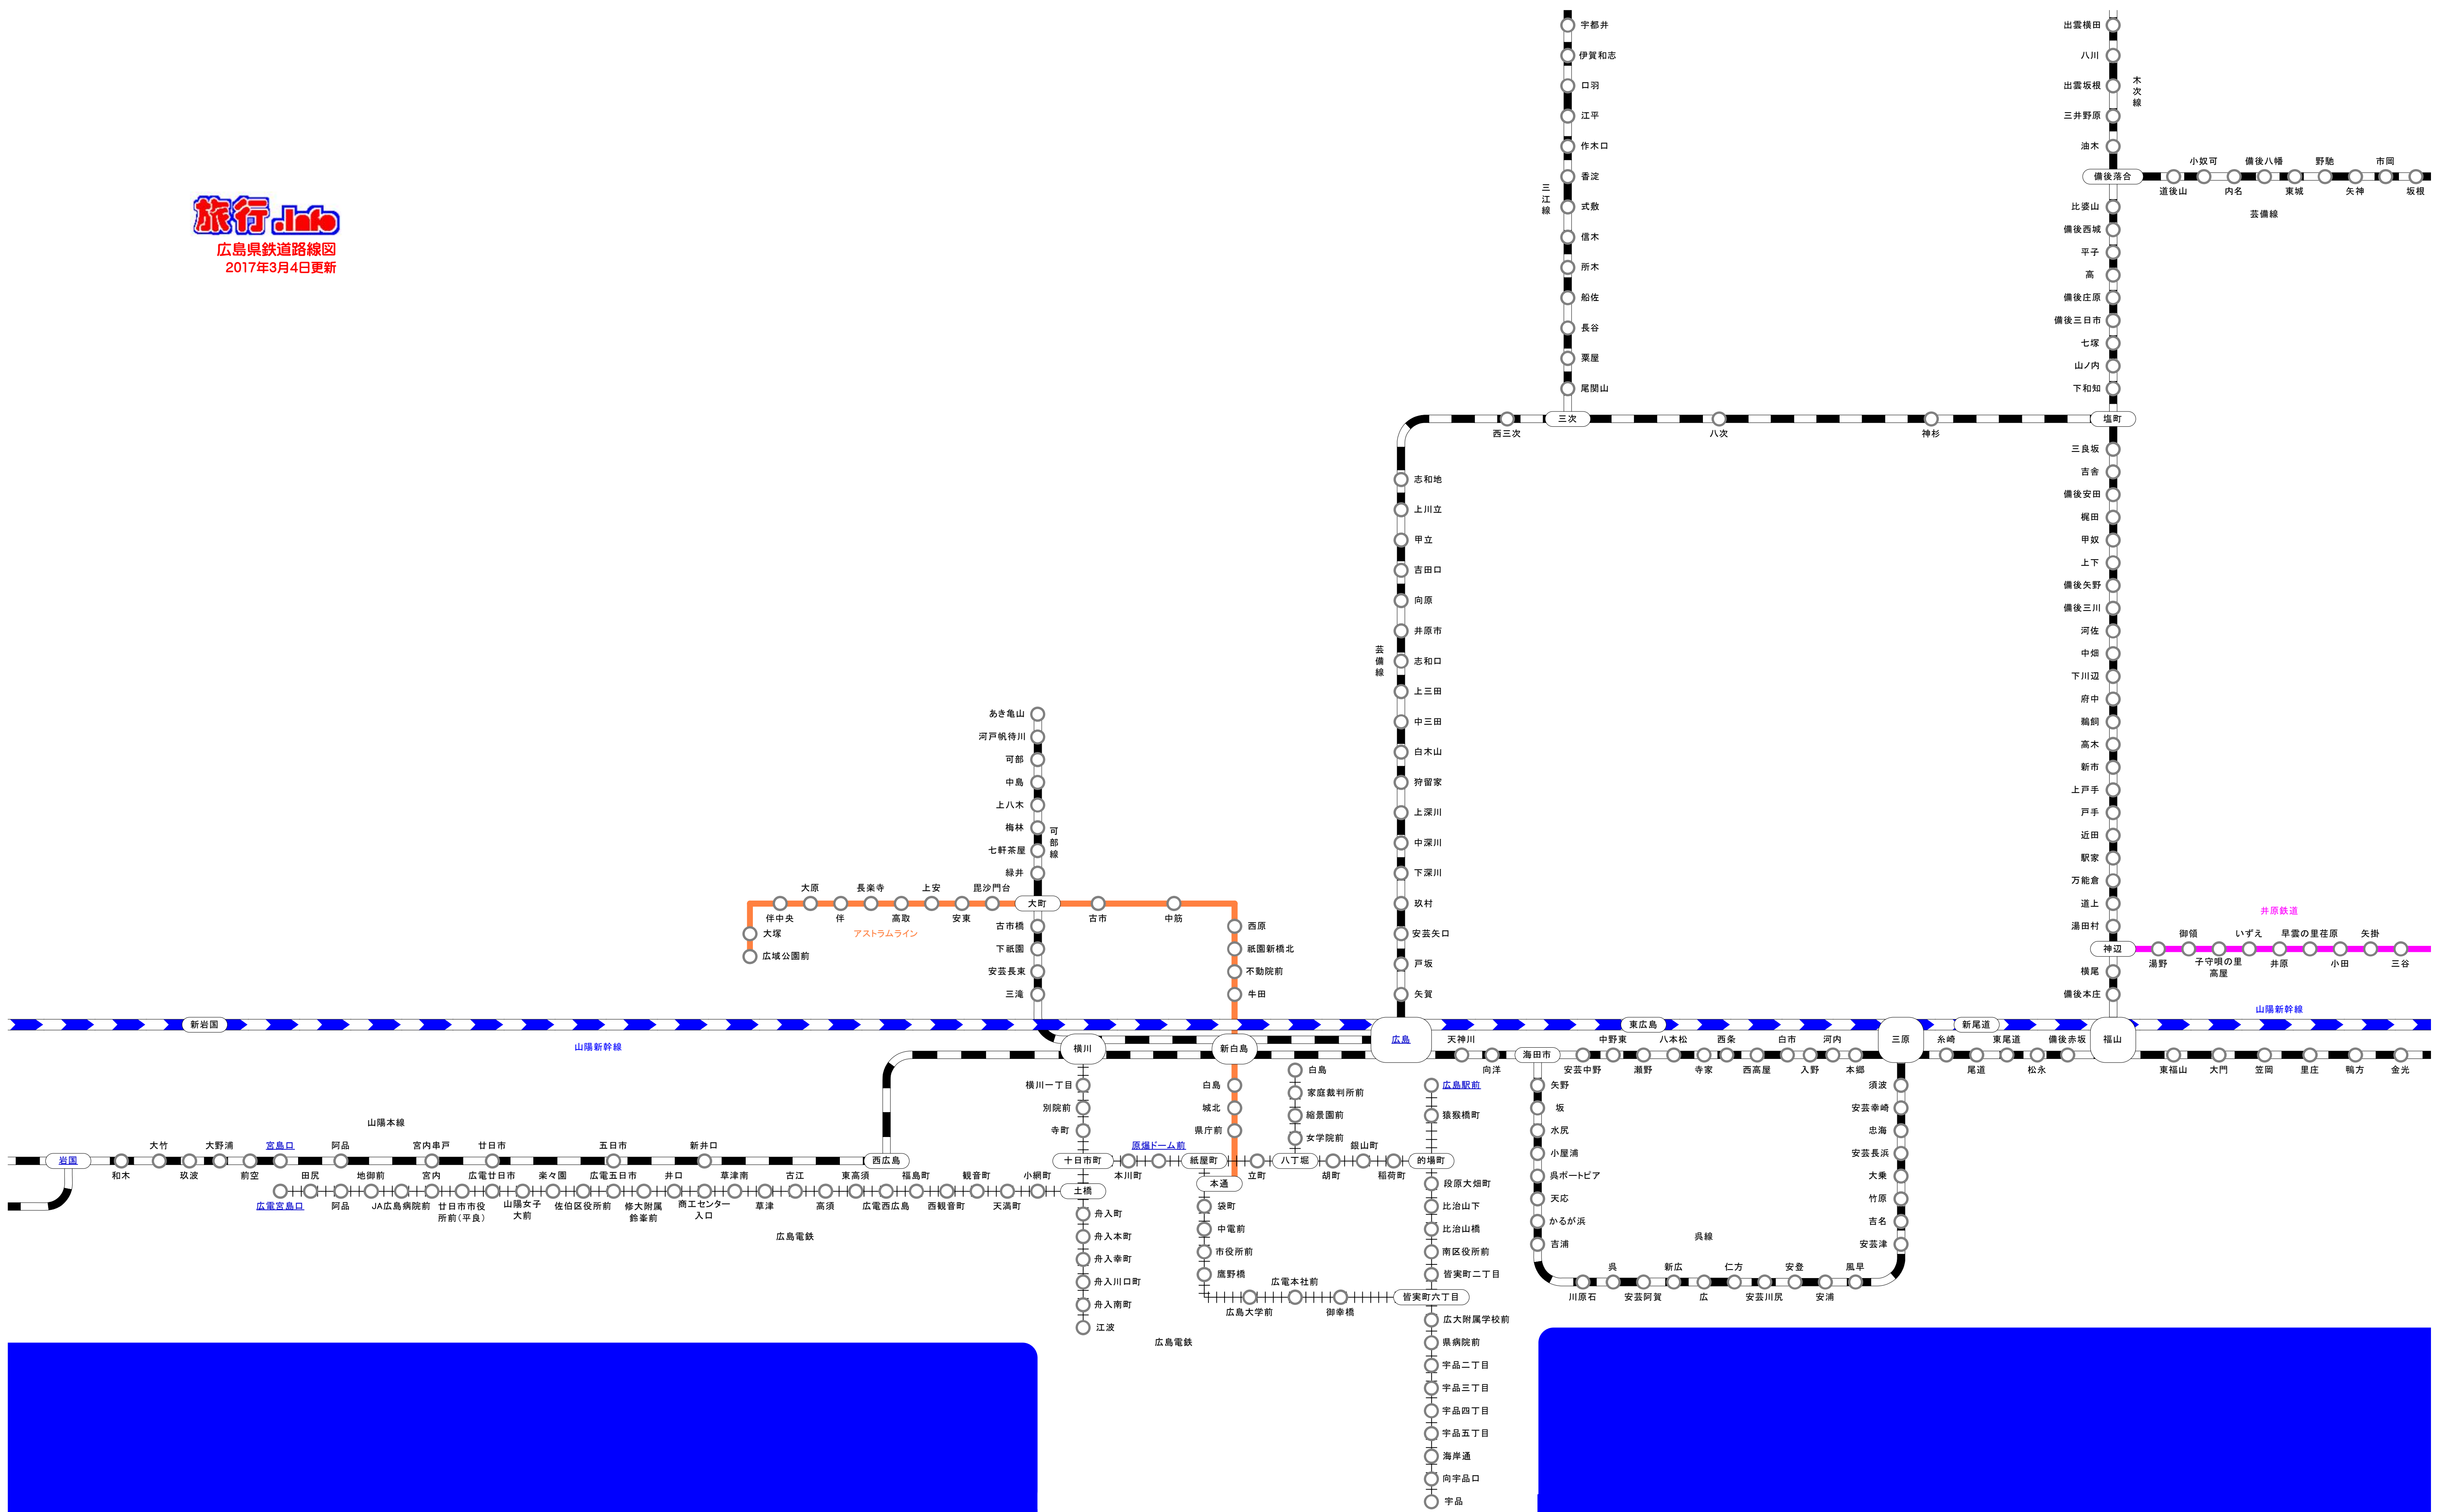 旅行.Info
広島県鉄道路線図
2017年3月4日更新
宇都井
伊賀和志
口羽
江平
作木口
香淀
式敷
信木
所木
船佐
長谷
粟屋
尾関山
三江線
出雲横田
八川
出雲坂根
三井野原
油木
木次線
備後落合
道後山
小奴可
内名
備後八幡
東城
野馳
矢神
市岡
坂根
芸備線
比婆山
備後西城
平子
高
備後庄原
備後三日市
七塚
山ノ内
下和知
西三次
三次
八次
神杉
塩町
三良坂
吉舎
備後安田
梶田
甲奴
上下
備後矢野
備後三川
河佐
中畑
下川辺
府中
鵜飼
高木
新市
上戸手
戸手
近田
駅家
万能倉
道上
湯田村
神辺
横尾
備後本庄
井原鉄道
湯野
御領
子守唄の里
高屋
いずえ
井原
早雲の里荏原
小田
矢掛
三谷
志和地
上川立
甲立
吉田口
向原
井原市
志和口
上三田
中三田
白木山
狩留家
上深川
中深川
下深川
玖村
安芸矢口
戸坂
矢賀
芸備線
あき亀山
河戸帆待川
可部
中島
上八木
梅林
七軒茶屋
緑井
可部線
大町
古市橋
下祇園
安芸長束
三滝
広域公園前
大塚
伴中央
大原
伴
長楽寺
高取
上安
安東
毘沙門台
アストラムライン
古市
中筋
西原
祇園新橋北
不動院前
牛田
新岩国
山陽新幹線
東広島
新尾道
山陽新幹線
横川
新白島
広島
天神川
向洋
海田市
安芸中野
中野東
瀬野
八本松
寺家
西条
西高屋
白市
入野
河内
本郷
三原
糸崎
尾道
東尾道
松永
備後赤坂
福山
東福山
大門
笠岡
里庄
鴨方
金光
山陽本線
岩国
和木
大竹
玖波
大野浦
前空
宮島口
阿品
宮内串戸
廿日市
五日市
新井口
西広島
広電宮島口
田尻
阿品
地御前
JA広島病院前
宮内
廿日市市役
所前(平良)
広電廿日市
山陽女子
大前
楽々園
佐伯区役所前
広電五日市
修大附属
鈴峯前
井口
商工センター
入口
草津南
草津
古江
高須
東高須
広電西広島
福島町
西観音町
観音町
天満町
小網町
土橋
広島電鉄
横川一丁目
別院前
寺町
十日市町
舟入町
舟入本町
舟入幸町
舟入川口町
舟入南町
江波
本川町
原爆ドーム前
紙屋町
立町
八丁堀
胡町
銀山町
稲荷町
的場町
白島
城北
県庁前
本通
白島
家庭裁判所前
縮景園前
女学院前
袋町
中電前
市役所前
鷹野橋
広島大学前
広電本社前
御幸橋
皆実町六丁目
広島電鉄
広島駅前
猿猴橋町
段原大畑町
比治山下
比治山橋
南区役所前
皆実町二丁目
広大附属学校前
県病院前
宇品二丁目
宇品三丁目
宇品四丁目
宇品五丁目
海岸通
向宇品口
宇品
矢野
坂
水尻
小屋浦
呉ポートピア
天応
かるが浜
吉浦
川原石
呉
安芸阿賀
新広
広
仁方
安芸川尻
安登
安浦
風早
呉線
須波
安芸幸崎
忠海
安芸長浜
大乗
竹原
吉名
安芸津